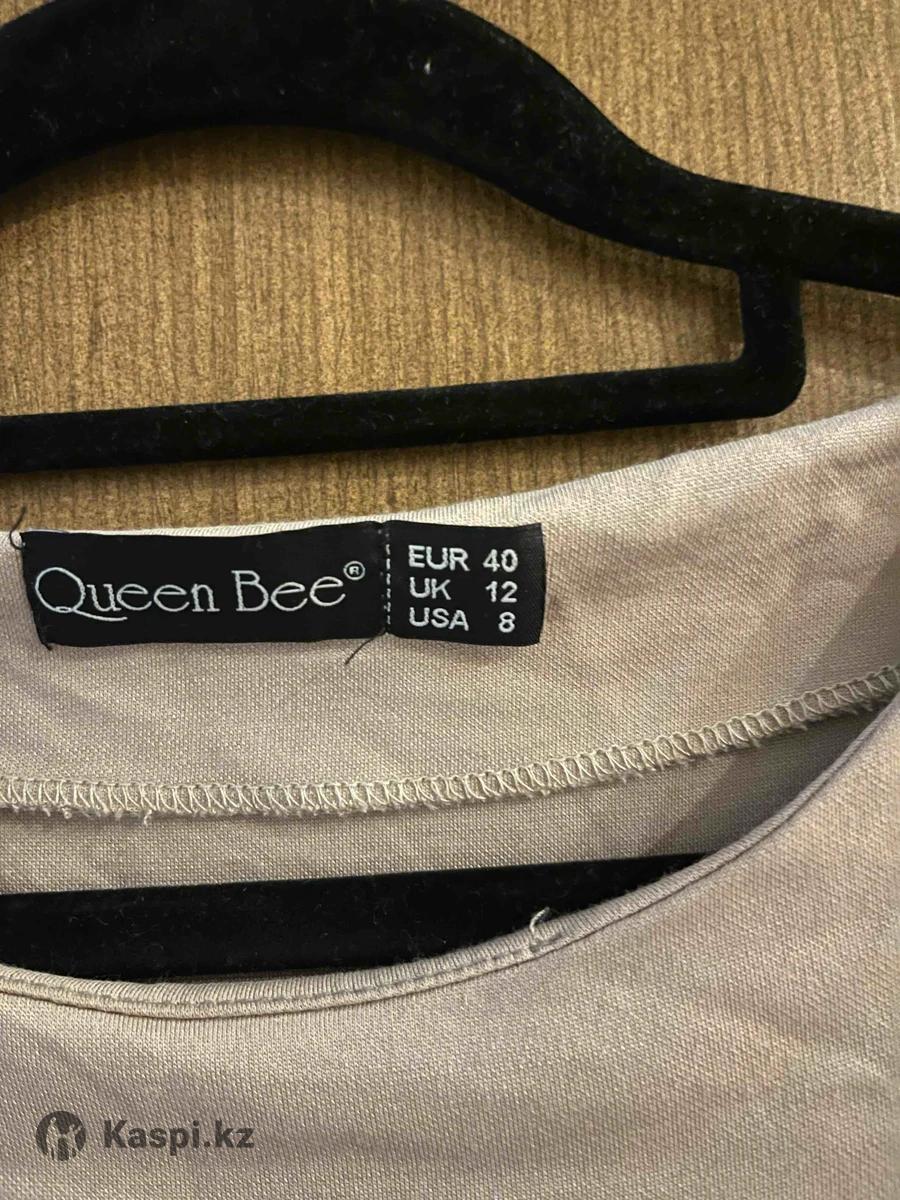 Queen Bee®
EUR 40
UK 12
USA 8
Kaspi.kz